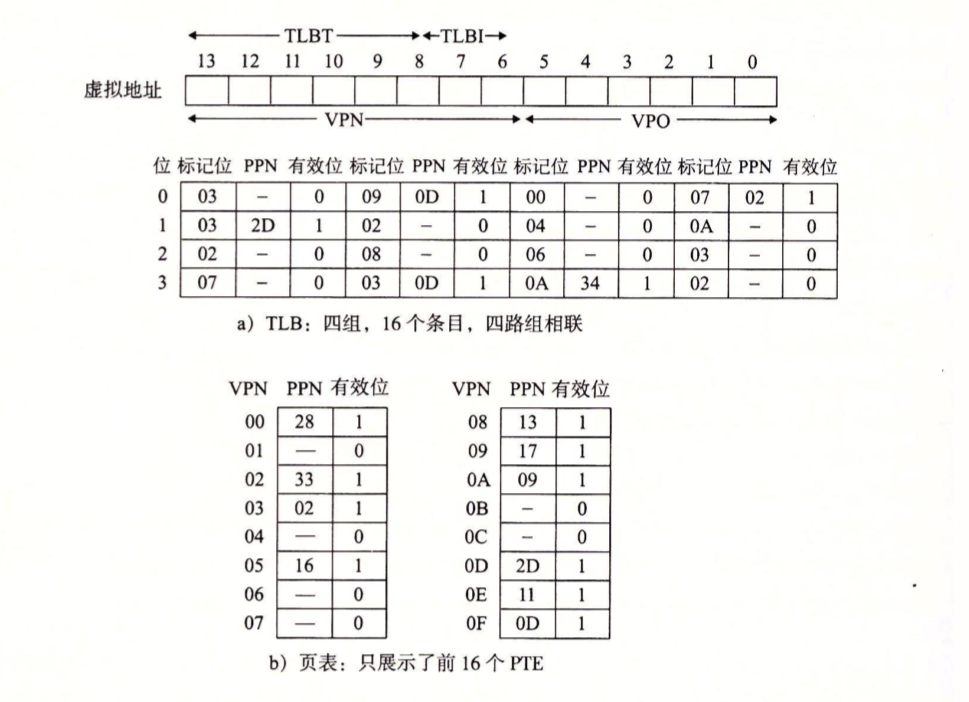 TLBT TLBI
13 12 11 10 9 8 7 6 5 4 3 2 1 0
虚拟地址
VPN VPO
位 标记位 PPN 有效位 标记位 PPN 有效位 标记位 PPN 有效位 标记位 PPN 有效位
0 03 – 0 09 0D 1 00 – 0 07 02 1
1 03 2D 1 02 – 0 04 – 0 0A – 0
2 02 – 0 08 – 0 06 – 0 03 – 0
3 07 – 0 03 0D 1 0A 34 1 02 – 0
a) TLB:四组,16个条目,四路组相联
VPN PPN 有效位 VPN PPN 有效位
00 28 1 08 13 1
01 — 0 09 17 1
02 33 1 0A 09 1
03 02 1 0B – 0
04 — 0 0C – 0
05 16 1 0D 2D 1
06 — 0 0E 11 1
07 — 0 0F 0D 1
b) 页表:只展示了前16个PTE